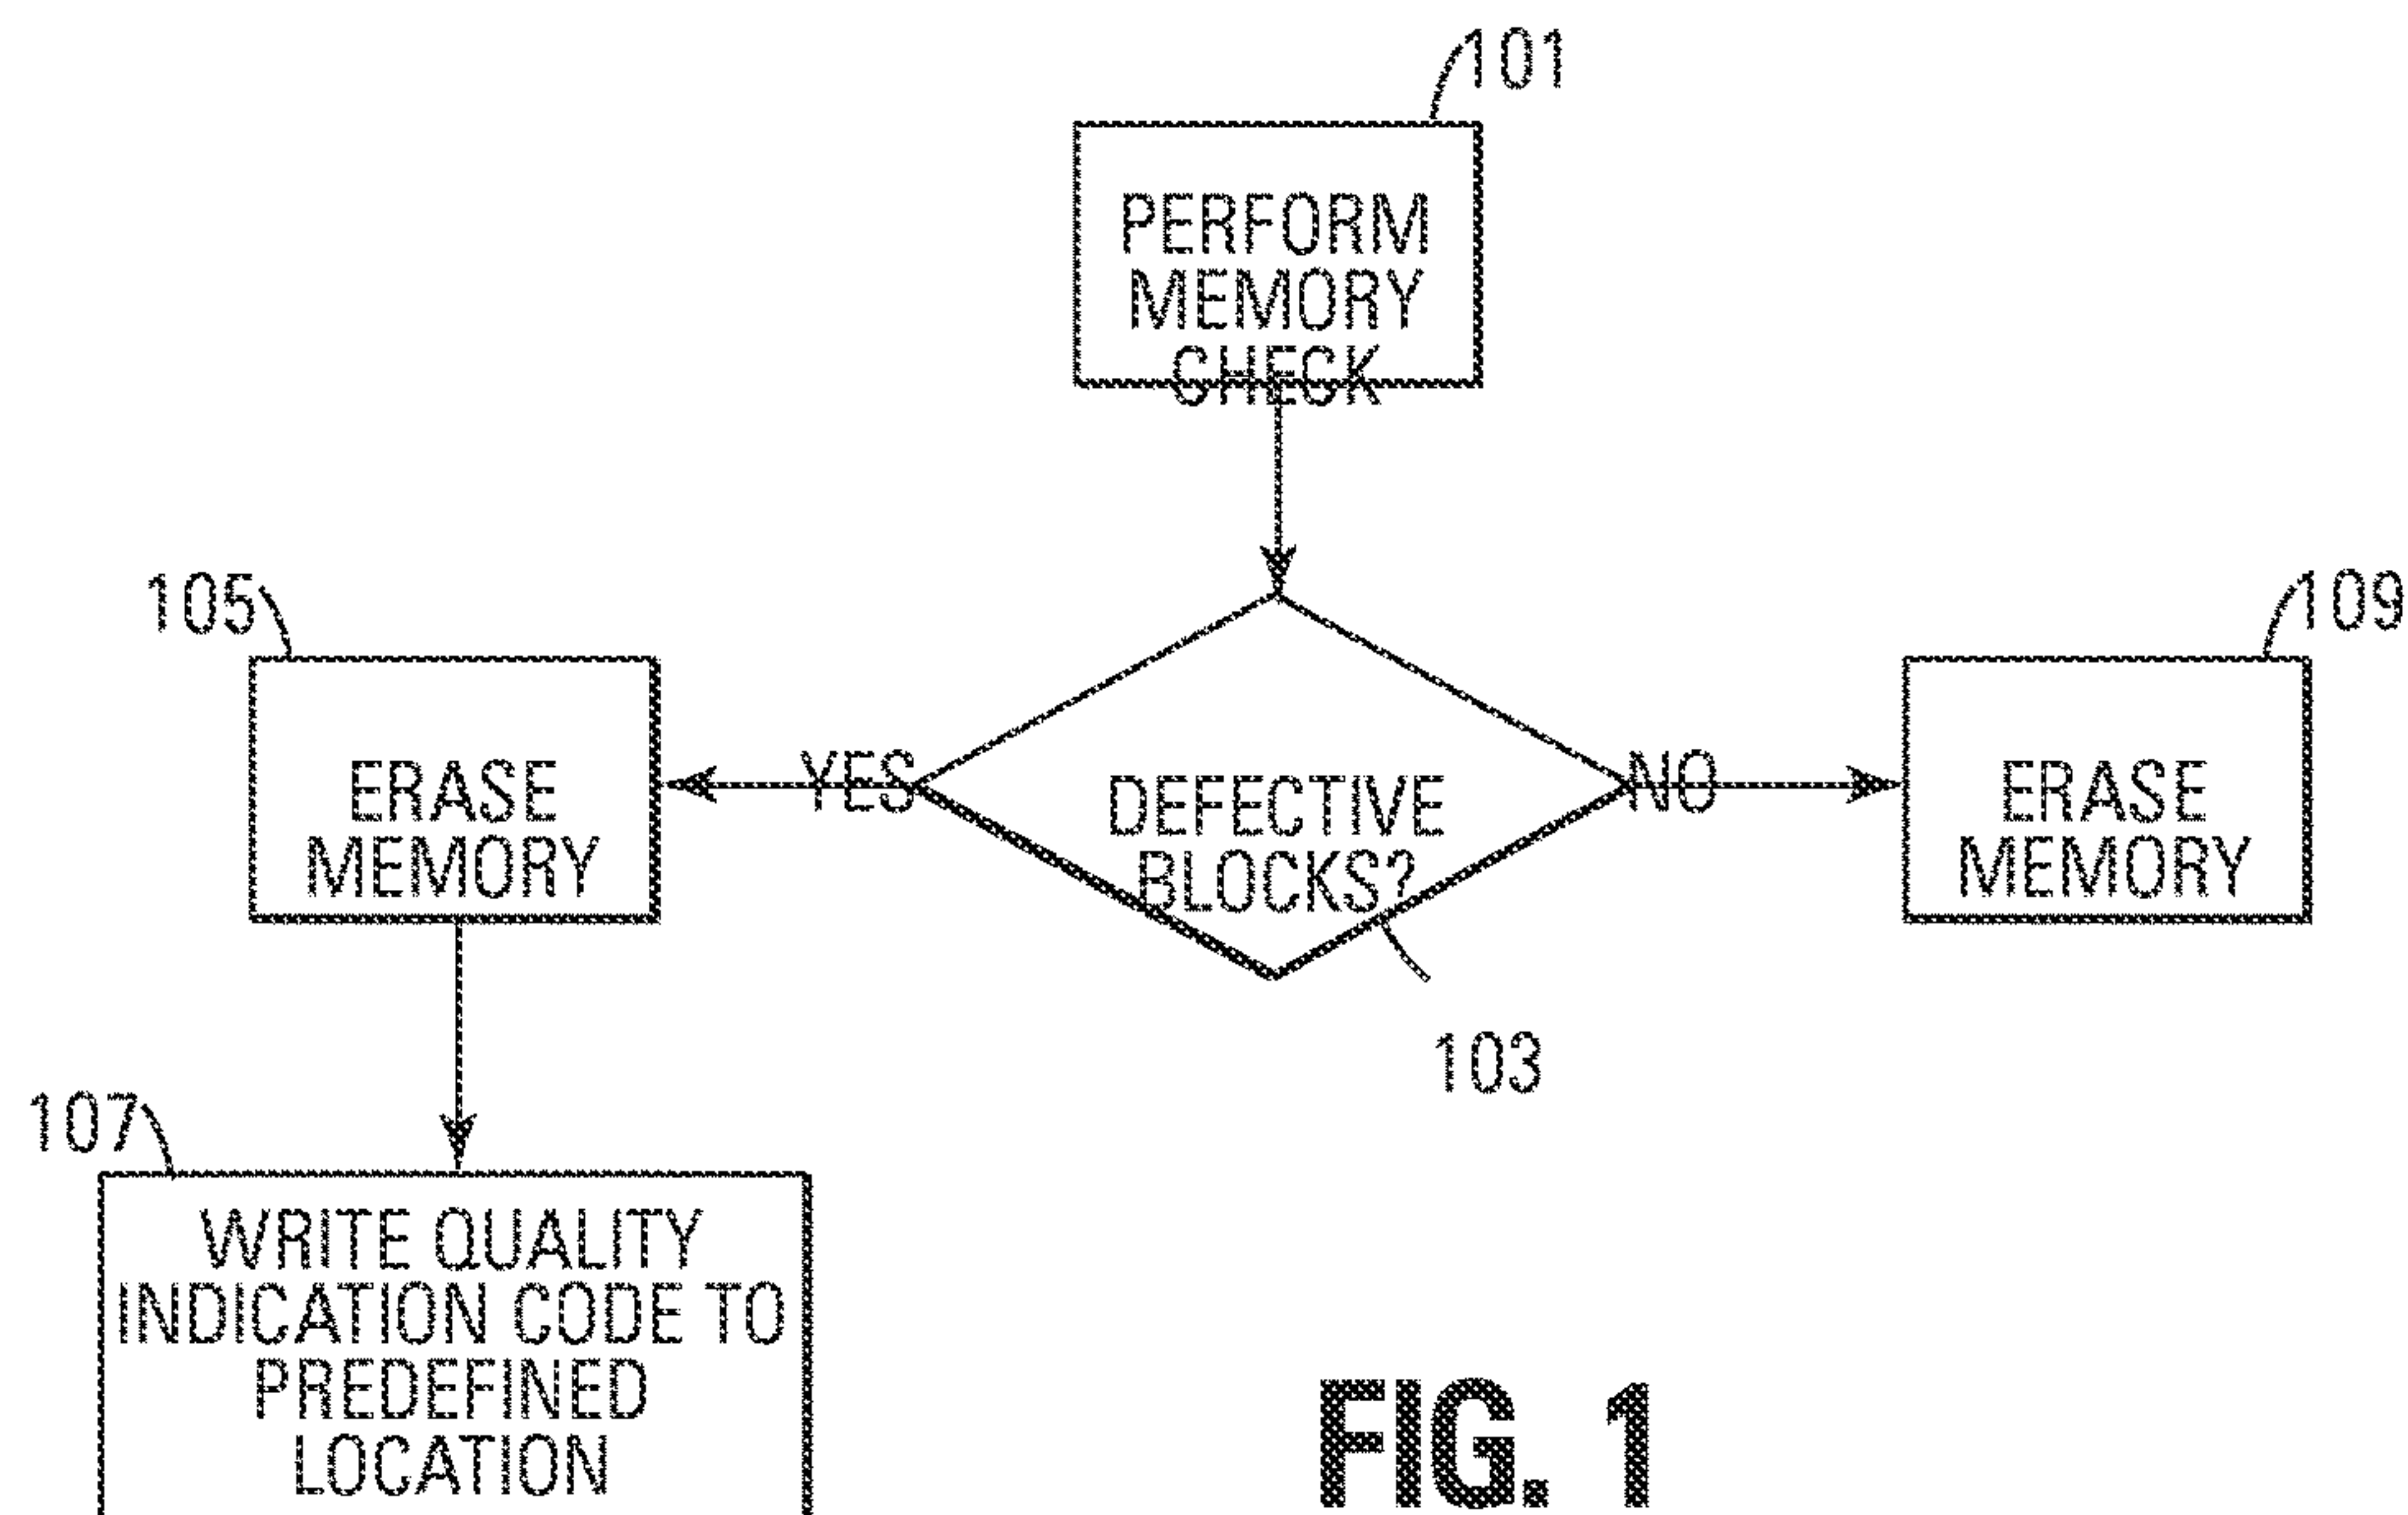 101
PERFORM
MEMORY
CHECK
105
109
ERASE
MEMORY
YES
DEFECTIVE
BLOCKS?
NO
ERASE
MEMORY
103
107
WRITE QUALITY
INDICATION CODE TO
PREDEFINED
LOCATION
FIG. 1